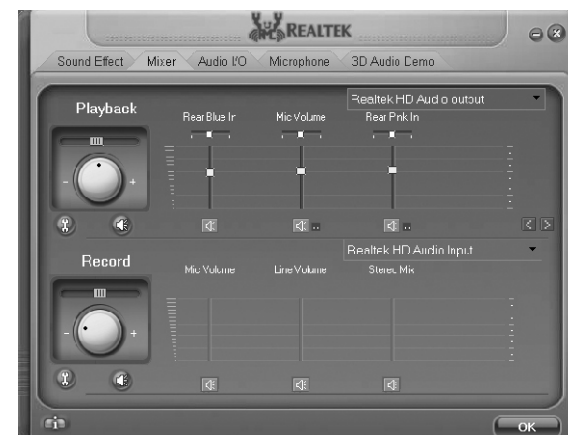 REALTEK
Sound Effect Mixer Audio I/O Microphone 3D Audio Demo
Realtek HD Audio output
Playback
Rear Blue In Mic Volume Rear Pink In
- +
Realtek HD Audio Input
Record
Mic Volume Line Volume Stereo Mix
- +
OK